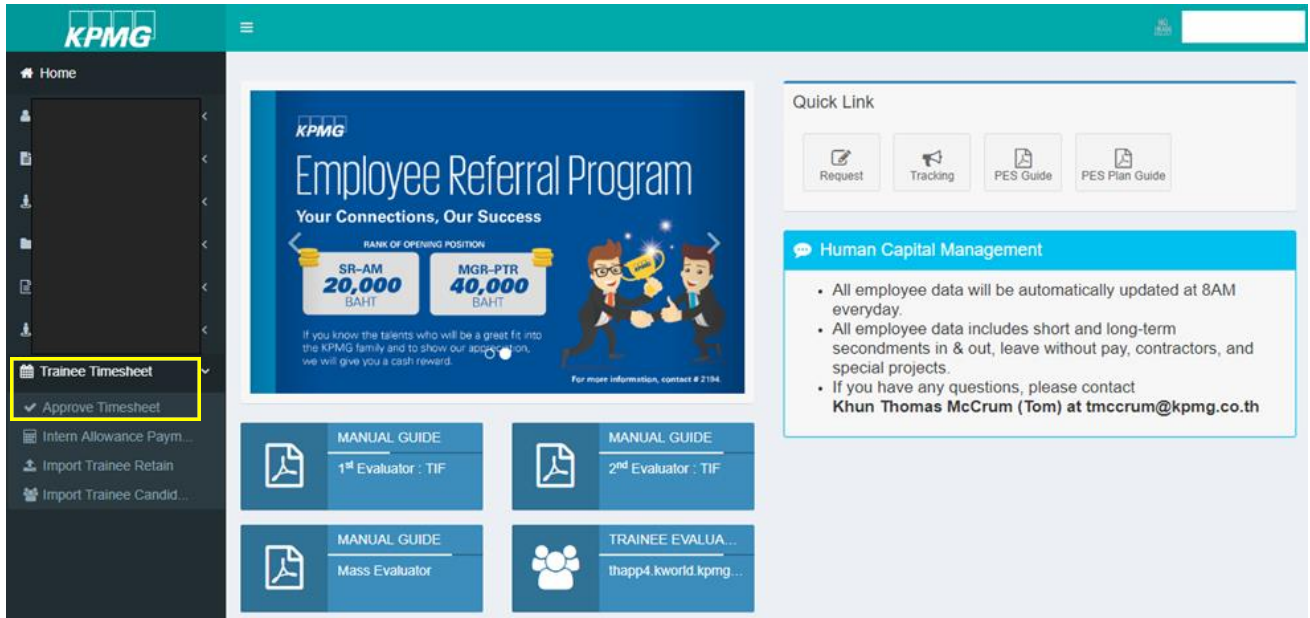 KPMG
Home
Trainee Timesheet
Approve Timesheet
Intern Allowance Paym...
Import Trainee Retain
Import Trainee Candid...
KPMG
Employee Referral Program
Your Connections, Our Success
RANK OF OPENING POSITION
SR-AM
20,000
BAHT
MGR-PTR
40,000
BAHT
If you know the talents who will be a great fit into
the KPMG family and to show our appreciation,
we will give you a cash reward.
For more information, contact # 2194.
MANUAL GUIDE
1st Evaluator : TIF
MANUAL GUIDE
2nd Evaluator : TIF
MANUAL GUIDE
Mass Evaluator
TRAINEE EVALUA...
thapp4.kworld.kpmg...
Quick Link
Request
Tracking
PES Guide
PES Plan Guide
Human Capital Management
• All employee data will be automatically updated at 8AM
everyday.
• All employee data includes short and long-term
secondments in & out, leave without pay, contractors, and
special projects.
• If you have any questions, please contact
Khun Thomas McCrum (Tom) at tmccrum@kpmg.co.th